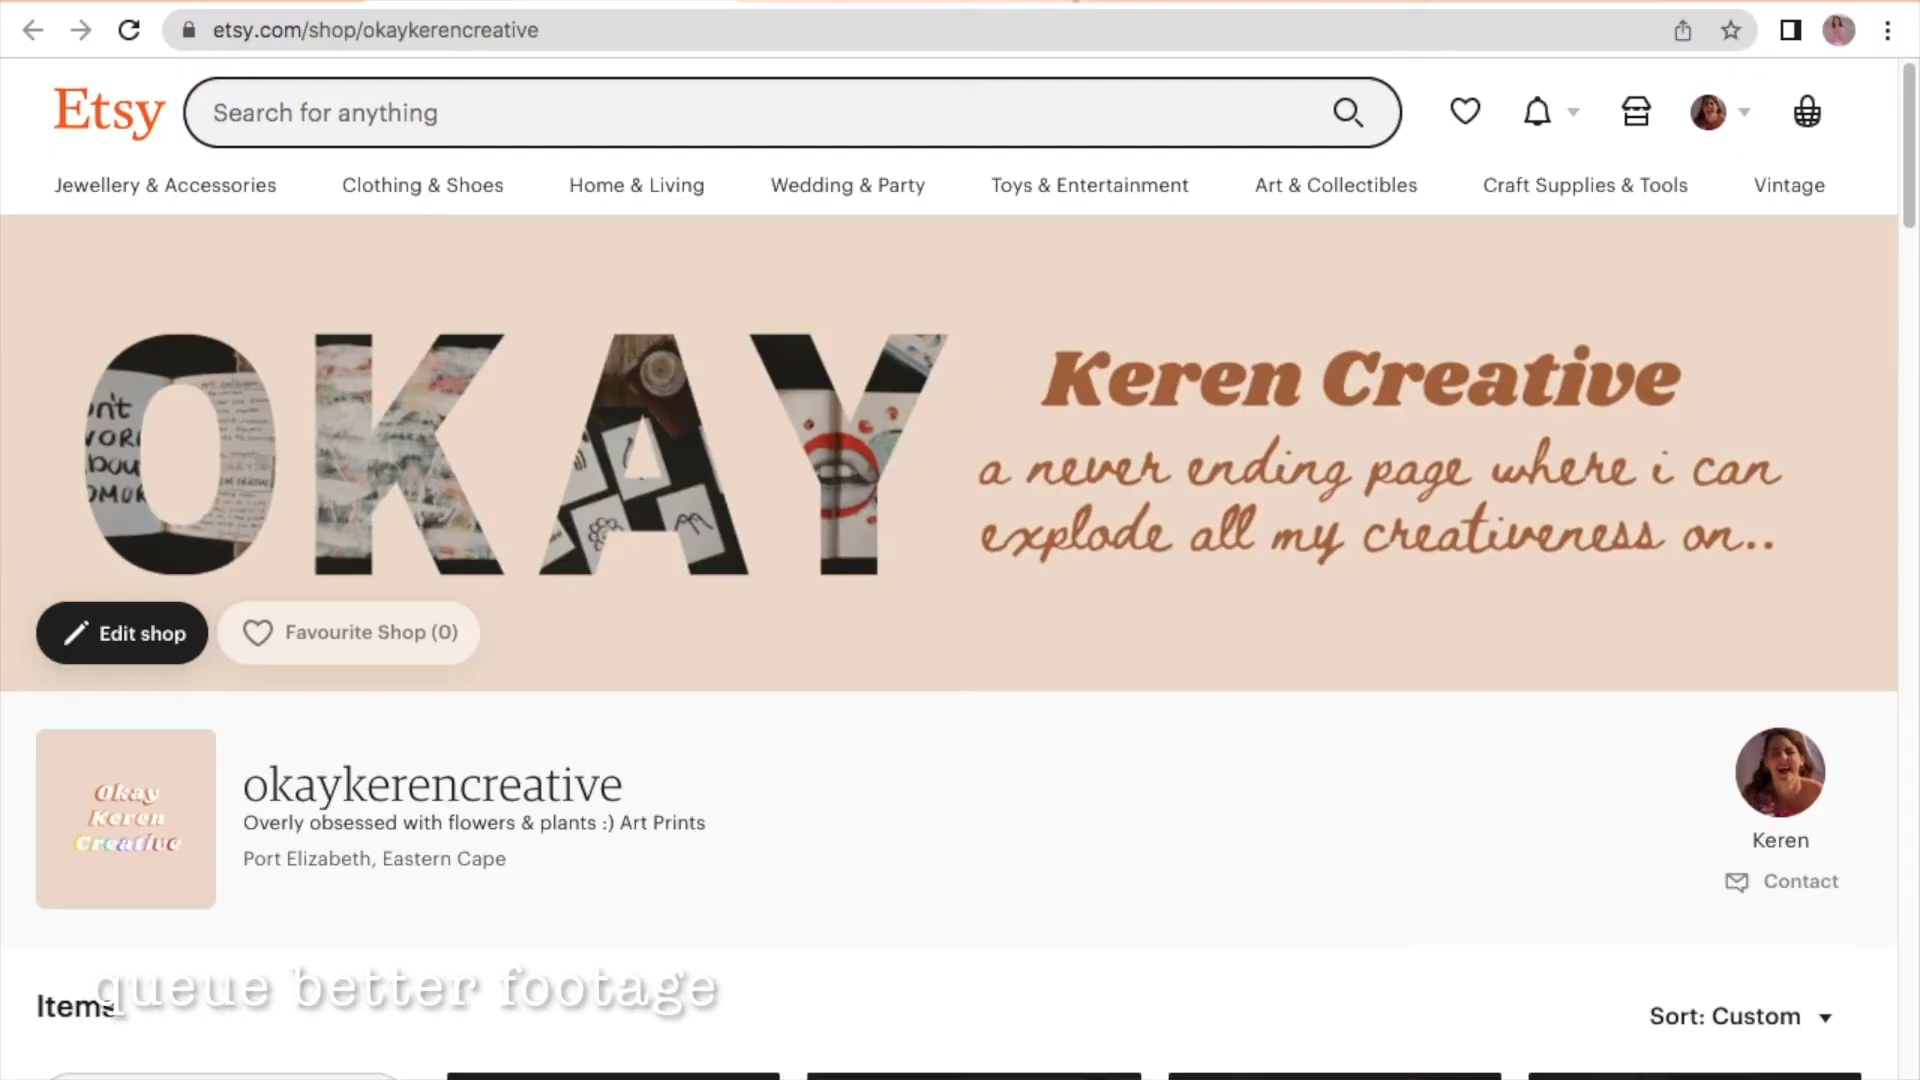 etsy.com/shop/okaykerencreative
Etsy
Search for anything
Jewellery & Accessories
Clothing & Shoes
Home & Living
Wedding & Party
Toys & Entertainment
Art & Collectibles
Craft Supplies & Tools
Vintage
OKAY
Keren Creative
a never ending page where i can
explode all my creativeness on..
Edit shop
Favourite Shop (0)
Okay
Keren
Creative
okaykerencreative
Overly obsessed with flowers & plants :) Art Prints
Port Elizabeth, Eastern Cape
Keren
Contact
Items
queue better footage
Sort: Custom